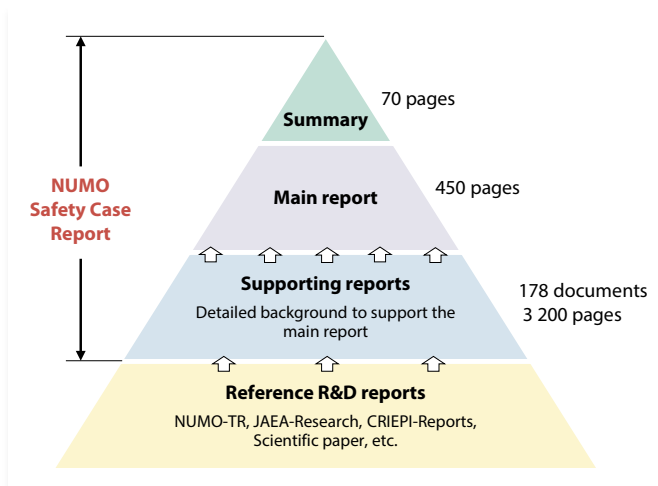 70 pages
Summary
NUMO
Safety Case
Report
Main report
450 pages
Supporting reports
Detailed background to support the
main report
178 documents
3 200 pages
Reference R&D reports
NUMO-TR, JAEA-Research, CRIEPI-Reports,
Scientific paper, etc.